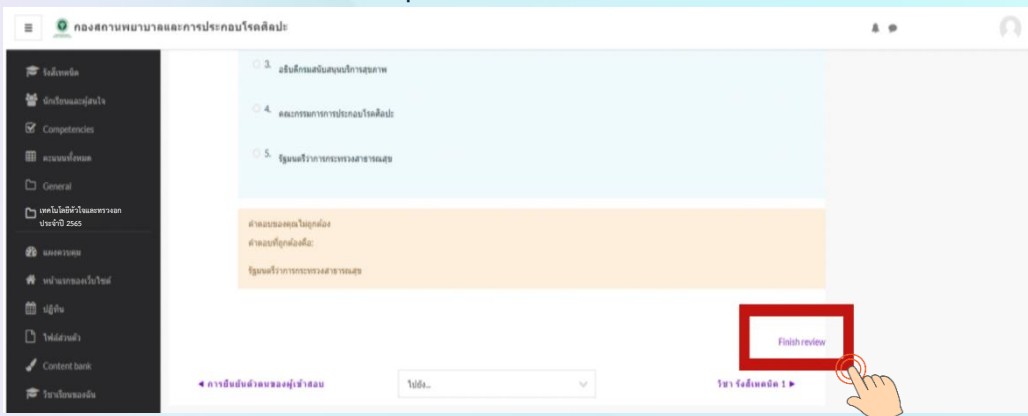 กองสถานพยาบาลและการประกอบโรคศิลปะ
รังสีเทคนิค
นักเรียนและผู้สนใจ
Competencies
คะแนนทั้งหมด
General
เทคโนโลยีหัวใจและทรวงอก
ประจำปี 2565
แผงควบคุม
หน้าแรกของเว็บไซต์
ปฏิทิน
ไฟล์ส่วนตัว
Content bank
วิชาเรียนของฉัน
3. อธิบดีกรมสนับสนุนบริการสุขภาพ
4. คณะกรรมการการประกอบโรคศิลปะ
5. รัฐมนตรีว่าการกระทรวงสาธารณสุข
คำตอบของคุณไม่ถูกต้อง
คำตอบที่ถูกต้องคือ:
รัฐมนตรีว่าการกระทรวงสาธารณสุข
Finish review
◄ การยืนยันตัวตนของผู้เข้าสอบ
ไปยัง...
วิชา รังสีเทคนิค 1 ►